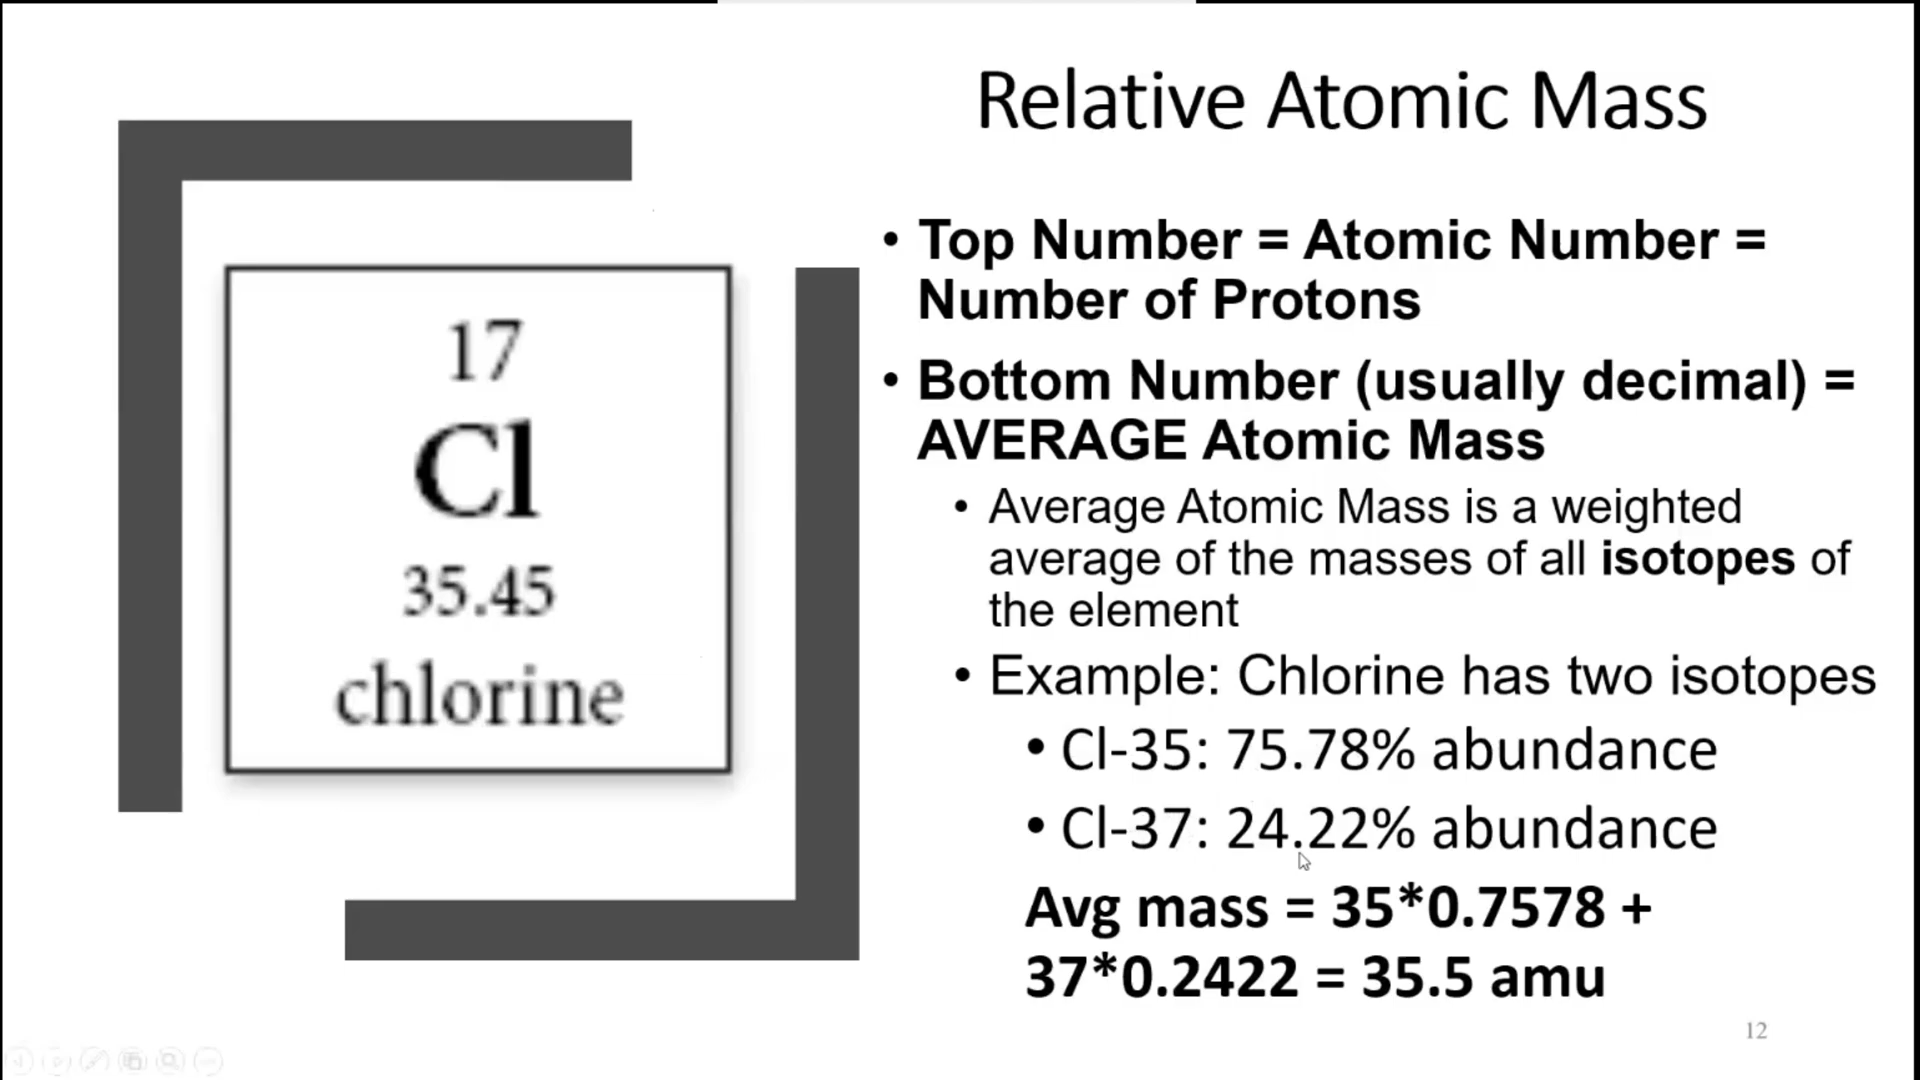 Relative Atomic Mass
17
Cl
35.45
chlorine
• Top Number = Atomic Number =
Number of Protons
• Bottom Number (usually decimal) =
AVERAGE Atomic Mass
• Average Atomic Mass is a weighted
average of the masses of all isotopes of
the element
• Example: Chlorine has two isotopes
• Cl-35: 75.78% abundance
• Cl-37: 24.22% abundance
Avg mass = 35*0.7578 +
37*0.2422 = 35.5 amu
12